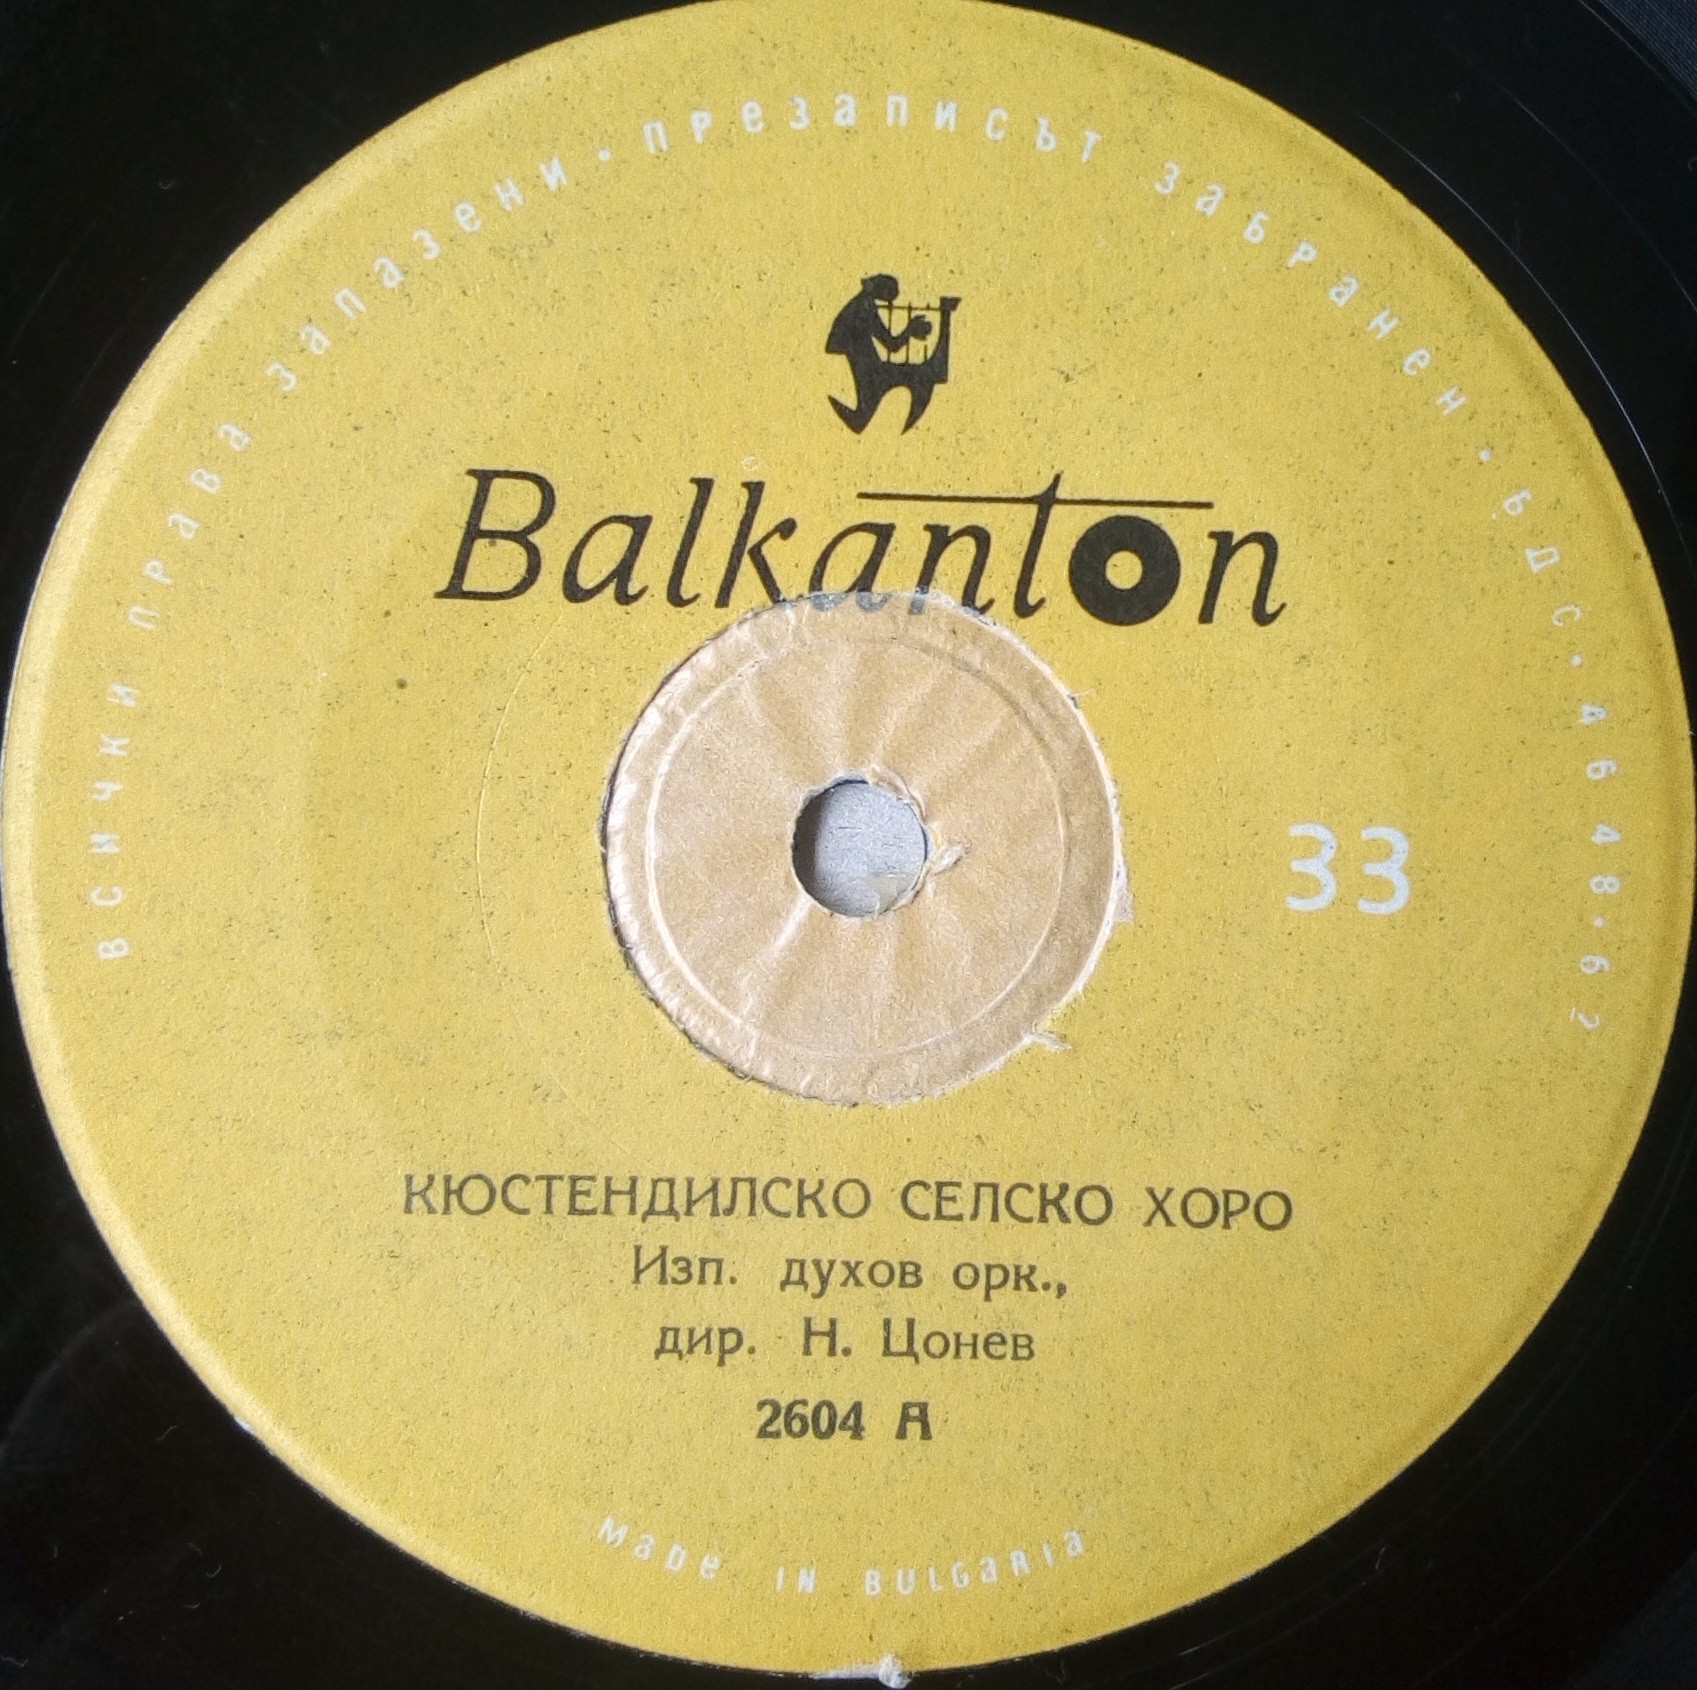 всички права запазени · презаписът забранен · БДС · 4648 · 62
Balkanton
33
КЮСТЕНДИЛСКО СЕЛСКО ХОРО
Изп. духов орк.,
дир. Н. Цонев
2604 А
made in Bulgaria